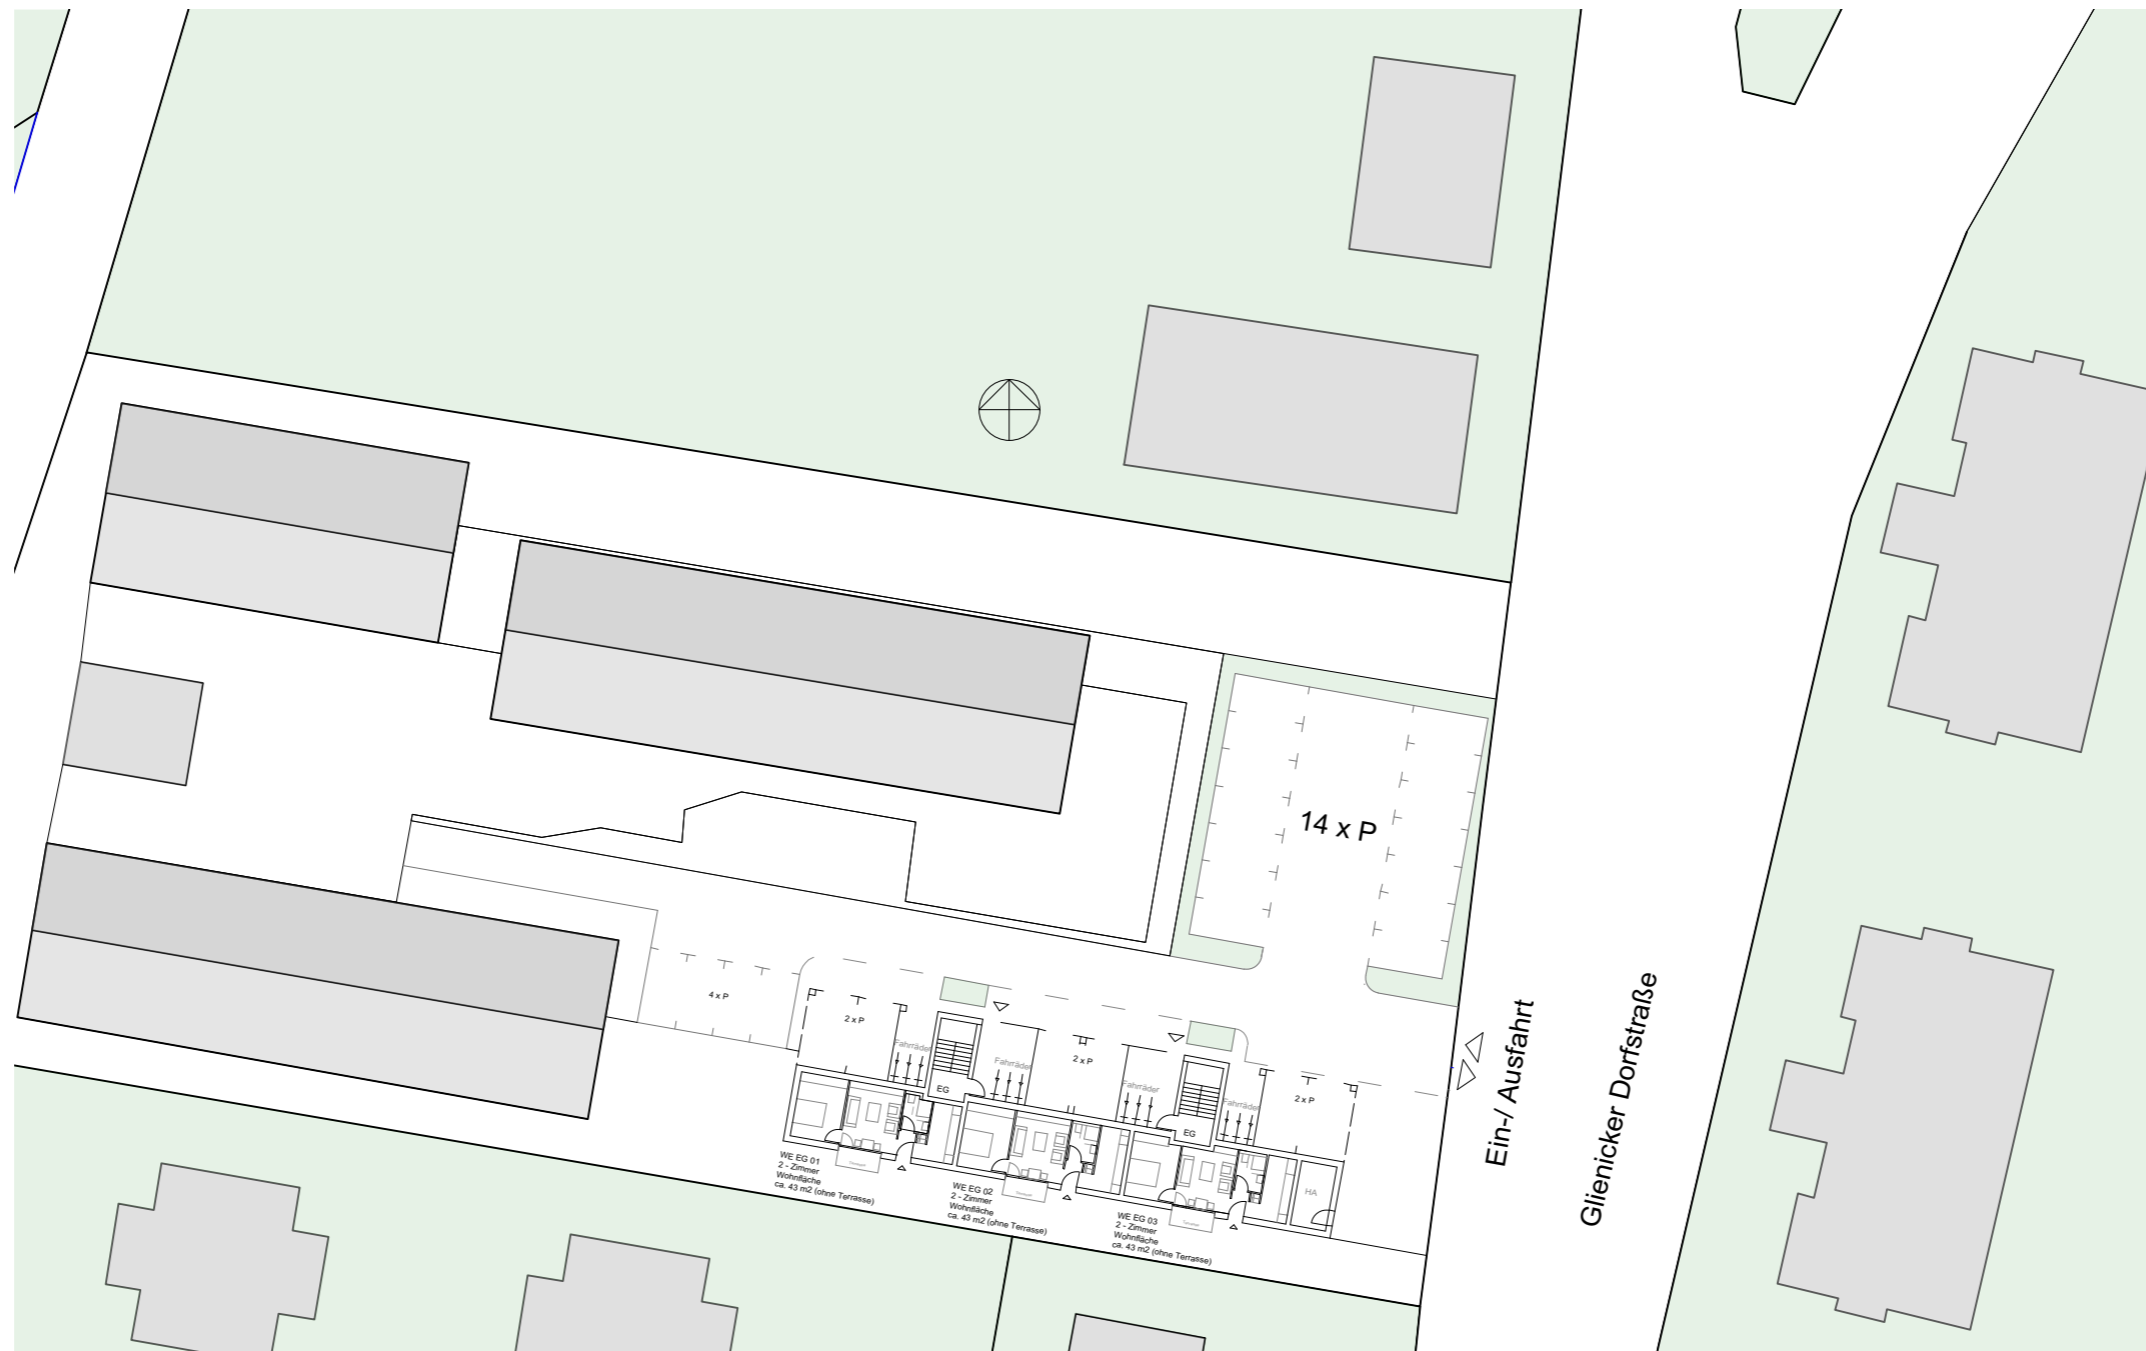 14 x P
4 x P
2 x P
Fahrräder
EG
Fahrräder
2 x P
Fahrräder
EG
Fahrräder
2 x P
HA
WE EG 01
2 - Zimmer
Wohnfläche
ca. 43 m2 (ohne Terrasse)
WE EG 02
2 - Zimmer
Wohnfläche
ca. 43 m2 (ohne Terrasse)
WE EG 03
2 - Zimmer
Wohnfläche
ca. 43 m2 (ohne Terrasse)
Ein-/ Ausfahrt
Glienicker Dorfstraße